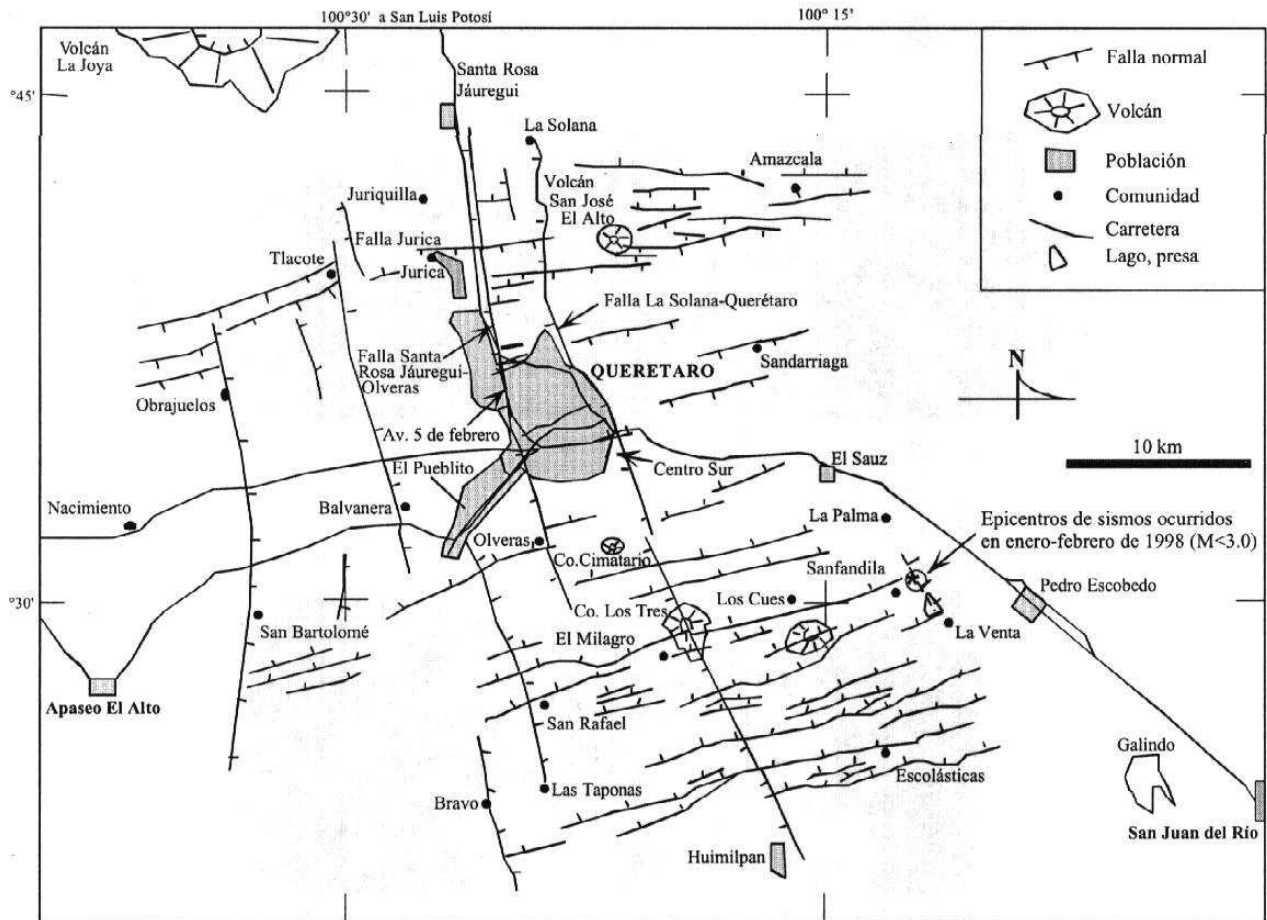 100°30' a San Luis Potosí
100° 15'
Volcán
La Joya
°45'
Santa Rosa
Jáuregui
La Solana
Falla normal
Volcán
Población
Comunidad
Carretera
Lago, presa
Amazcala
Volcán
San José
El Alto
Juriquilla
Falla Jurica
Jurica
Tlacote
Falla La Solana-Querétaro
Falla Santa
Rosa Jáuregui-
Olveras
QUERETARO
Sandarriaga
N
Obrajuelos
Av. 5 de febrero
10 km
El Pueblito
Centro Sur
El Sauz
Nacimiento
Balvanera
La Palma
Epicentros de sismos ocurridos
en enero-febrero de 1998 (M<3.0)
Olveras
Co. Cimatario
Sanfandila
Pedro Escobedo
°30'
San Bartolomé
Co. Los Tres
Los Cues
El Milagro
La Venta
Apaseo El Alto
San Rafael
Galindo
Escolásticas
Bravo
Las Taponas
San Juan del Río
Huimilpan